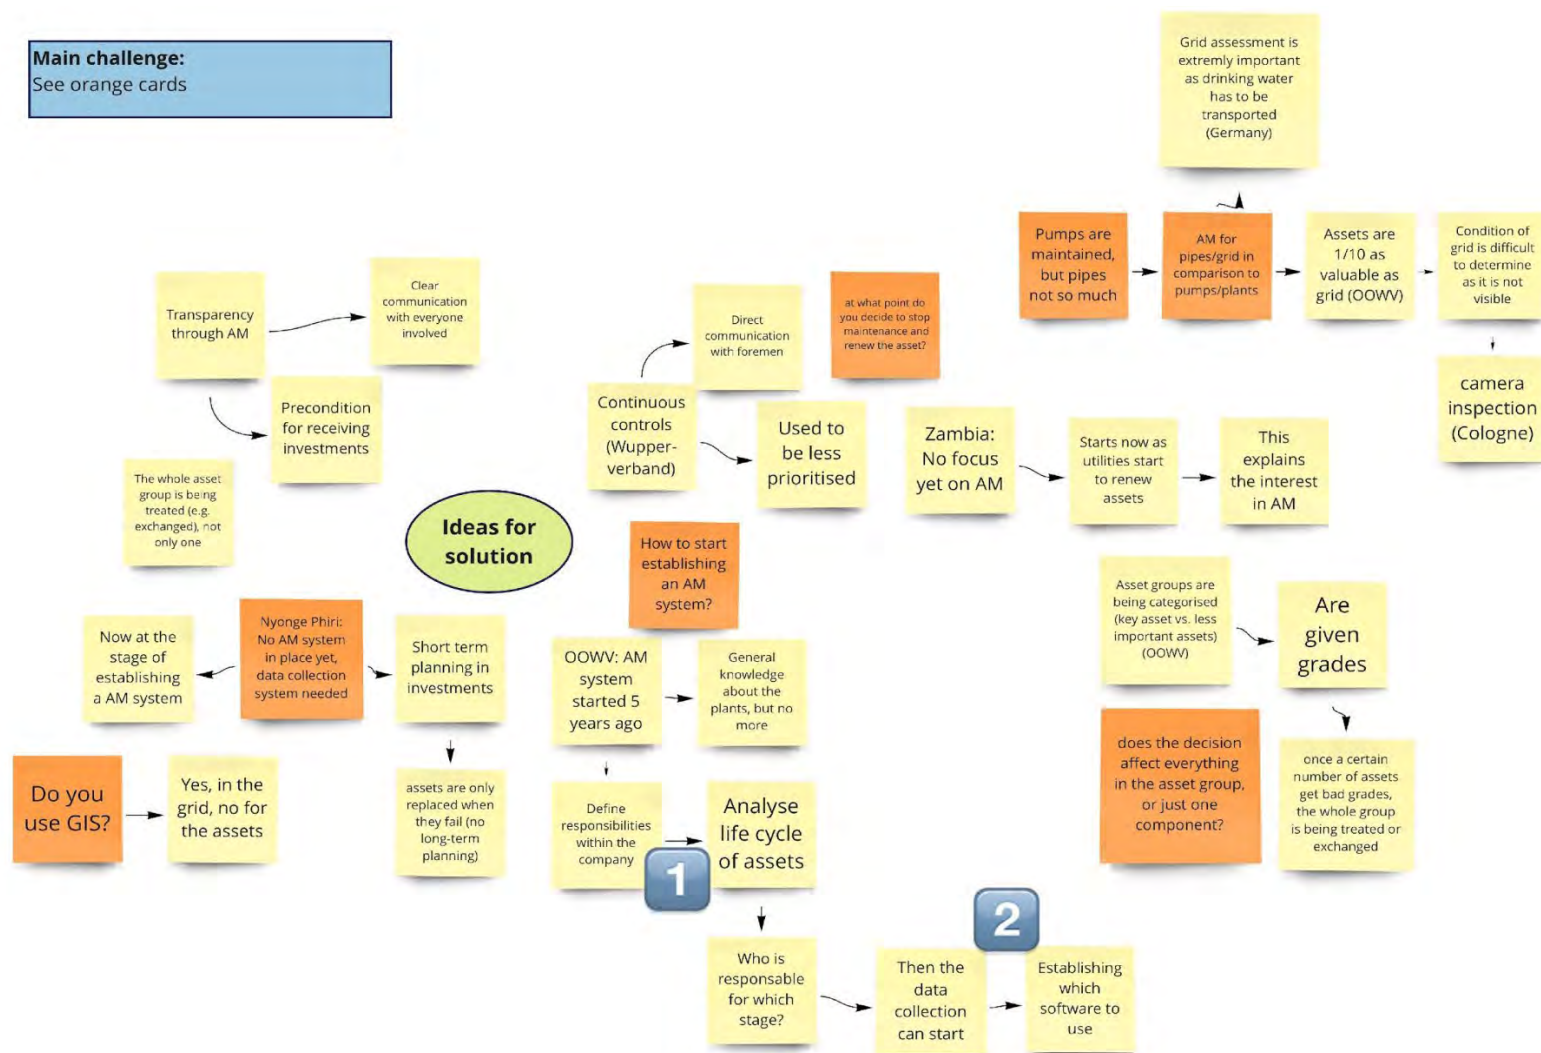 Main challenge:
See orange cards
Grid assessment is
extremly important
as drinking water
has to be
transported
(Germany)
Pumps are
maintained,
but pipes
not so much
AM for
pipes/grid in
comparison to
pumps/plants
Assets are
1/10 as
valuable as
grid (OOWV)
Condition of
grid is difficult
to determine
as it is not
visible
camera
inspection
(Cologne)
Transparency
through AM
Clear
communication
with everyone
involved
Precondition
for receiving
investments
The whole asset
group is being
treated (e.g.
exchanged), not
only one
Direct
communication
with foremen
at what point do
you decide to stop
maintenance and
renew the asset?
Continuous
controls
(Wupper-
verband)
Used to
be less
prioritised
Zambia:
No focus
yet on AM
Starts now as
utilities start
to renew
assets
This
explains
the interest
in AM
Ideas for
solution
How to start
establishing
an AM
system?
Asset groups are
being categorised
(key asset vs. less
important assets)
(OOWV)
Are
given
grades
Now at the
stage of
establishing
a AM system
Nyonge Phiri:
No AM system
in place yet,
data collection
system needed
Short term
planning in
investments
OOWV: AM
system
started 5
years ago
General
knowledge
about the
plants, but no
more
does the decision
affect everything
in the asset group,
or just one
component?
once a certain
number of assets
get bad grades,
the whole group
is being treated or
exchanged
Do you
use GIS?
Yes, in the
grid, no for
the assets
assets are only
replaced when
they fail (no
long-term
planning)
Define
responsibilities
within the
company
1
Analyse
life cycle
of assets
2
Who is
responsable
for which
stage?
Then the
data
collection
can start
Establishing
which
software to
use